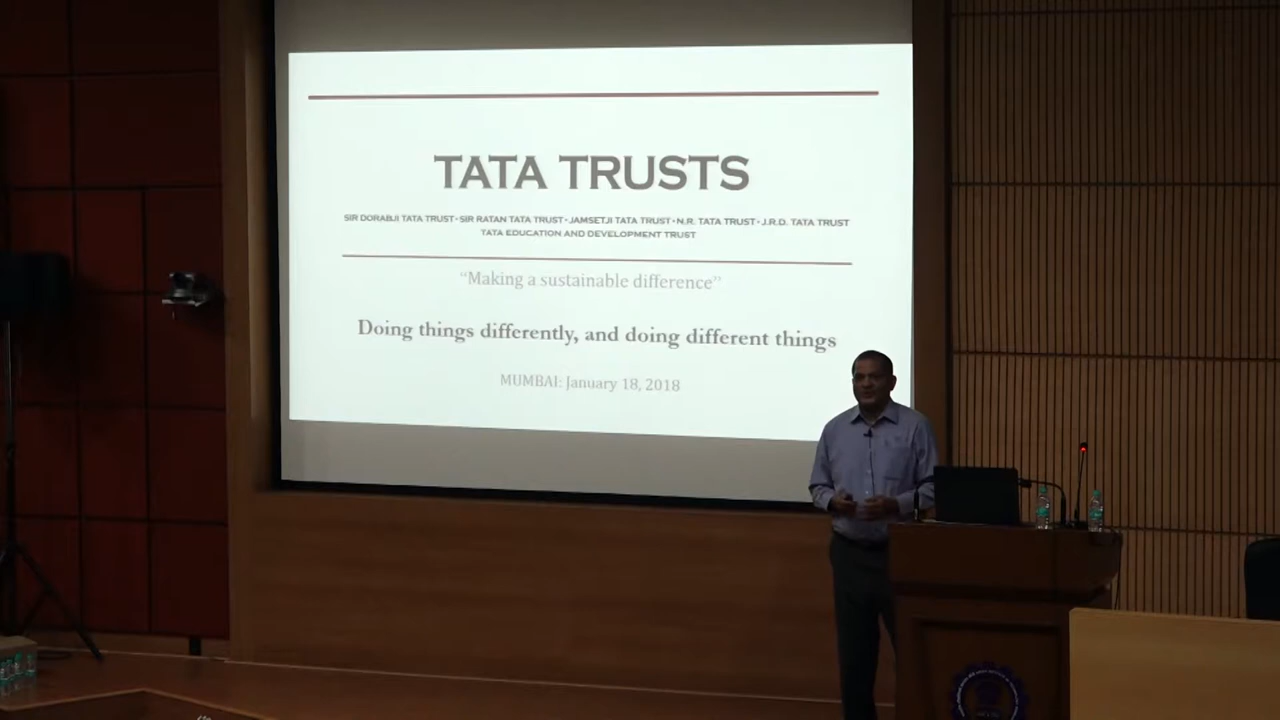 TATA TRUSTS
SIR DORABJI TATA TRUST • SIR RATAN TATA TRUST • JAMSETJI TATA TRUST • N.R. TATA TRUST • J.R.D. TATA TRUST
TATA EDUCATION AND DEVELOPMENT TRUST
“Making a sustainable difference”
Doing things differently, and doing different things
MUMBAI: January 18, 2018